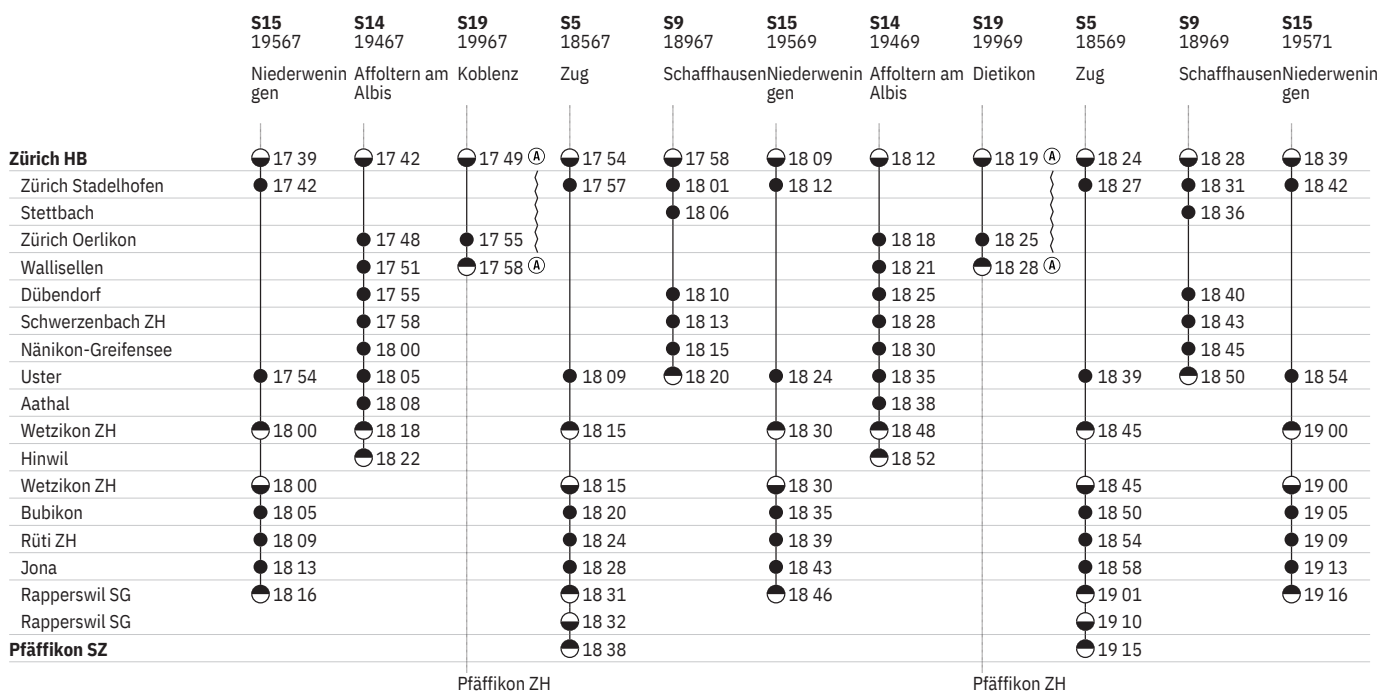 S15 S14 S19 S5 S9 S15 S14 S19 S5 S9 S15
19567 19467 19967 18567 18967 19569 19469 19969 18569 18969 19571
Niederwenin Affoltern am Koblenz Zug Schaffhausen Niederwenin Affoltern am Dietikon Zug Schaffhausen Niederwenin
gen Albis gen Albis gen
Zürich HB 17 39 17 42 17 49 A 17 54 17 58 18 09 18 12 18 19 A 18 24 18 28 18 39
Zürich Stadelhofen 17 42 17 57 18 01 18 12 18 27 18 31 18 42
Stettbach 18 06 18 36
Zürich Oerlikon 17 48 17 55 18 18 18 25
Wallisellen 17 51 17 58 A 18 21 18 28 A
Dübendorf 17 55 18 10 18 25 18 40
Schwerzenbach ZH 17 58 18 13 18 28 18 43
Nänikon-Greifensee 18 00 18 15 18 30 18 45
Uster 17 54 18 05 18 09 18 20 18 24 18 35 18 39 18 50 18 54
Aathal 18 08 18 38
Wetzikon ZH 18 00 18 18 18 15 18 30 18 48 18 45 19 00
Hinwil 18 22 18 52
Wetzikon ZH 18 00 18 15 18 30 18 45 19 00
Bubikon 18 05 18 20 18 35 18 50 19 05
Rüti ZH 18 09 18 24 18 39 18 54 19 09
Jona 18 13 18 28 18 43 18 58 19 13
Rapperswil SG 18 16 18 31 18 46 19 01 19 16
Rapperswil SG 18 32 19 10
Pfäffikon SZ 18 38 19 15
Pfäffikon ZH Pfäffikon ZH